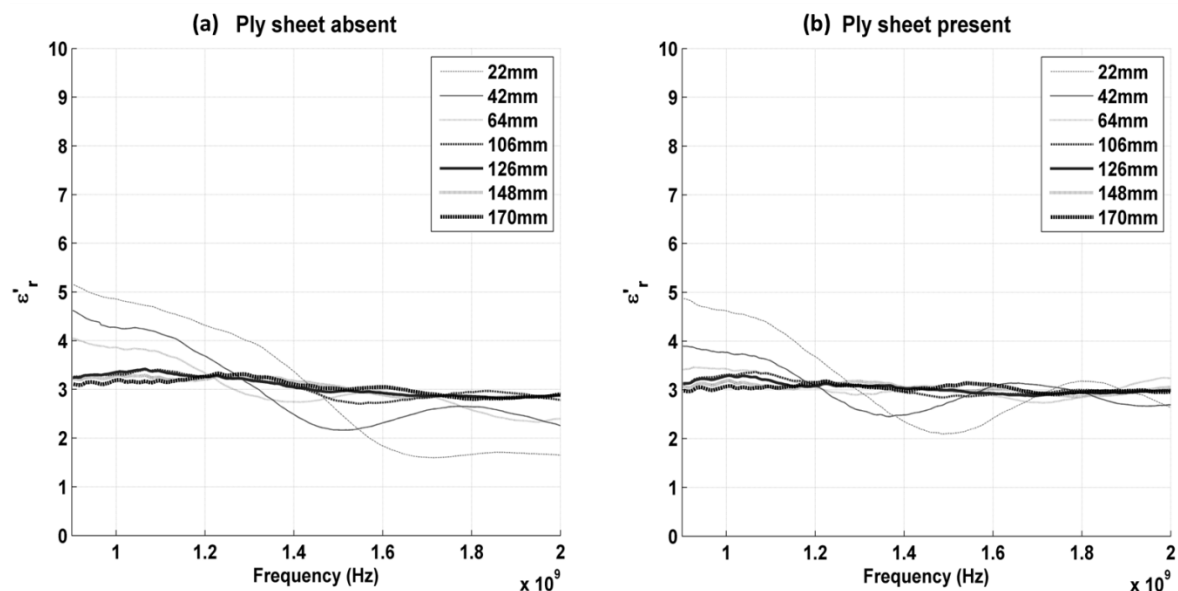 (a) Ply sheet absent
10
9
8
7
6
5
4
3
2
1
0
ε'r
22mm
42mm
64mm
106mm
126mm
148mm
170mm
1 1.2 1.4 1.6 1.8 2
Frequency (Hz)
x 10⁹
(b) Ply sheet present
10
9
8
7
6
5
4
3
2
1
0
ε'r
22mm
42mm
64mm
106mm
126mm
148mm
170mm
1 1.2 1.4 1.6 1.8 2
Frequency (Hz)
x 10⁹